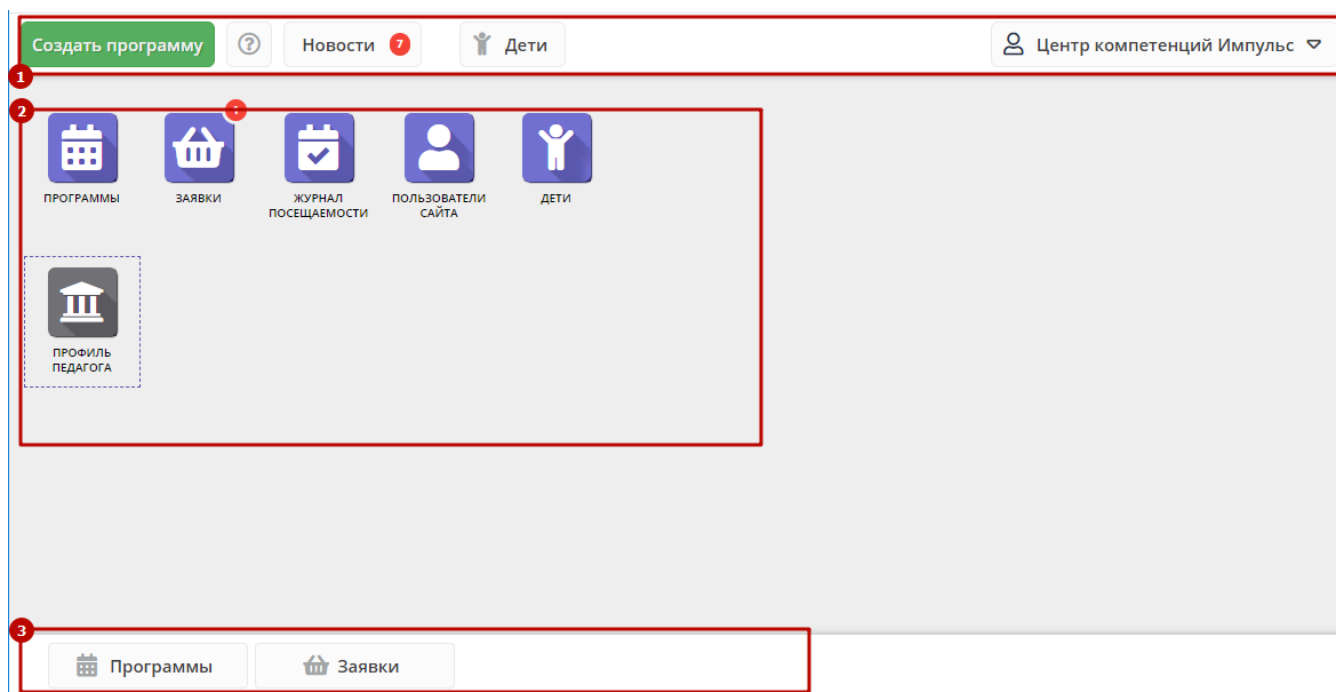 Создать программу ? Новости 7 Дети Центр компетенций Импульс
1
2
ПРОГРАММЫ ЗАЯВКИ ЖУРНАЛ ПОЛЬЗОВАТЕЛИ ДЕТИ
ПОСЕЩАЕМОСТИ САЙТА
ПРОФИЛЬ
ПЕДАГОГА
3
Программы Заявки